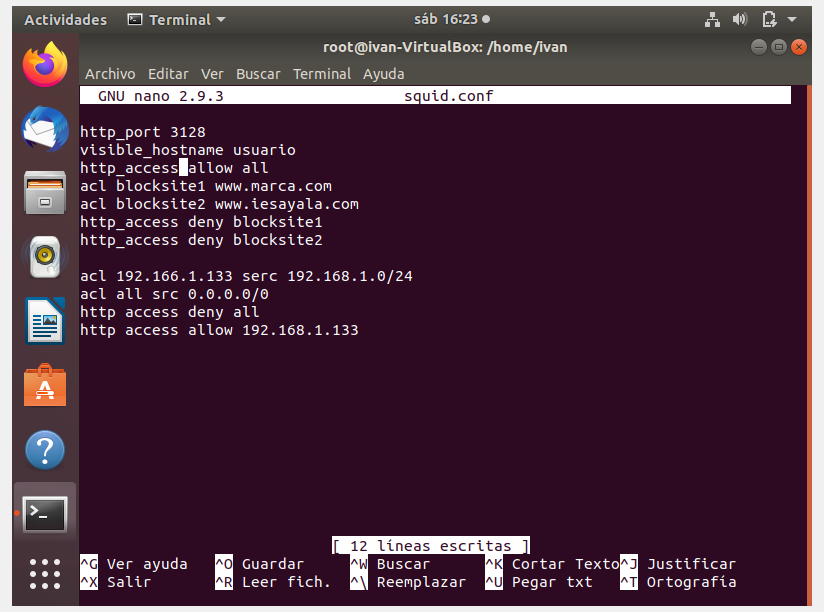 Actividades Terminal sáb 16:23
root@ivan-VirtualBox: /home/ivan
Archivo Editar Ver Buscar Terminal Ayuda
GNU nano 2.9.3 squid.conf
http_port 3128
visible_hostname usuario
http_access allow all
acl blocksite1 www.marca.com
acl blocksite2 www.iesayala.com
http_access deny blocksite1
http_access deny blocksite2
acl 192.166.1.133 serc 192.168.1.0/24
acl all src 0.0.0.0/0
http access deny all
http access allow 192.168.1.133
[ 12 líneas escritas ]
^G Ver ayuda ^O Guardar ^W Buscar ^K Cortar Texto ^J Justificar
^X Salir ^R Leer fich. ^\ Reemplazar ^U Pegar txt ^T Ortografía